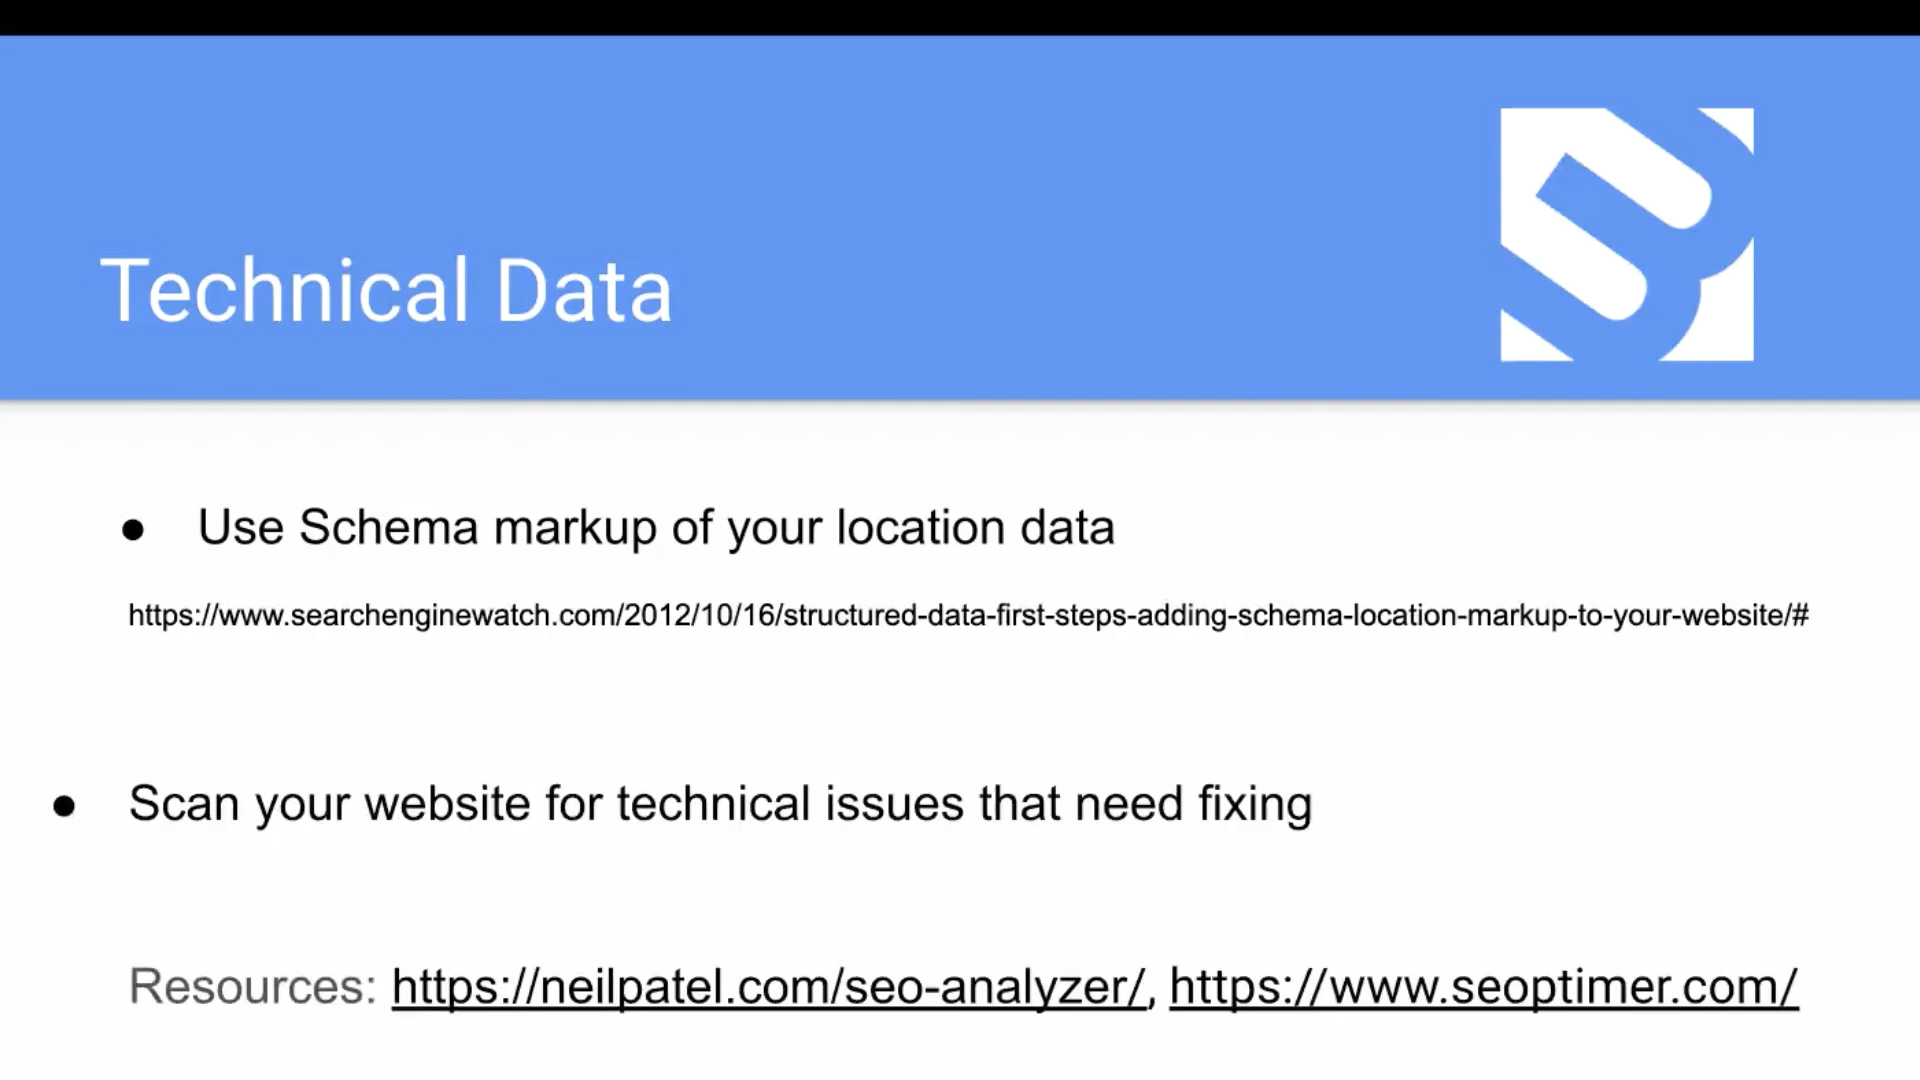 Technical Data
● Use Schema markup of your location data
https://www.searchenginewatch.com/2012/10/16/structured-data-first-steps-adding-schema-location-markup-to-your-website/#
● Scan your website for technical issues that need fixing
Resources: https://neilpatel.com/seo-analyzer/, https://www.seoptimer.com/